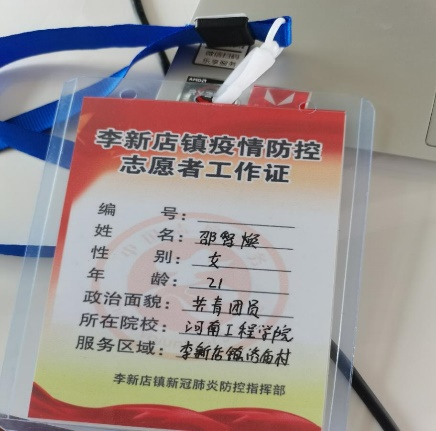 AMD
李新店镇疫情防控
志愿者工作证
编 号:
姓 名: 邵
性 别: 女
年 龄: 21
政治面貌: 共青团员
所在院校: 河南工程学院
服务区域: 李新店镇
李新店镇新冠肺炎防控指挥部